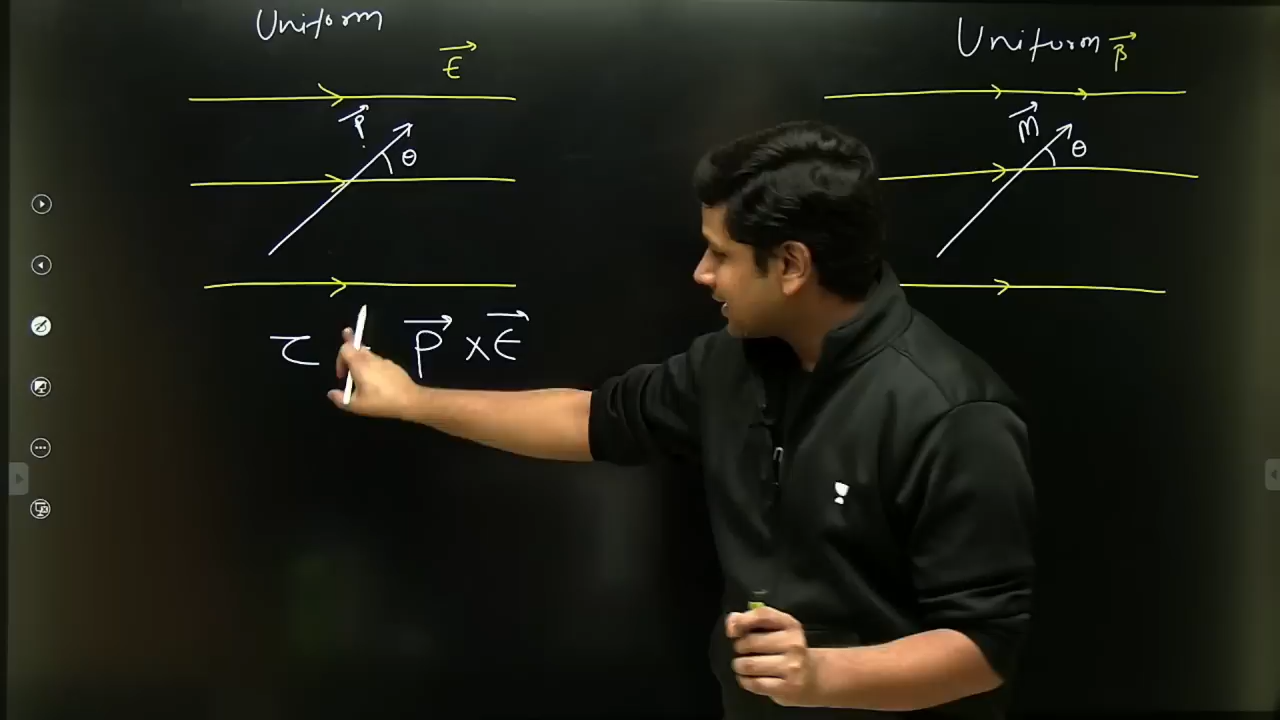 Uniform
E
P
θ
τ = P × E
Uniform B
M
θ